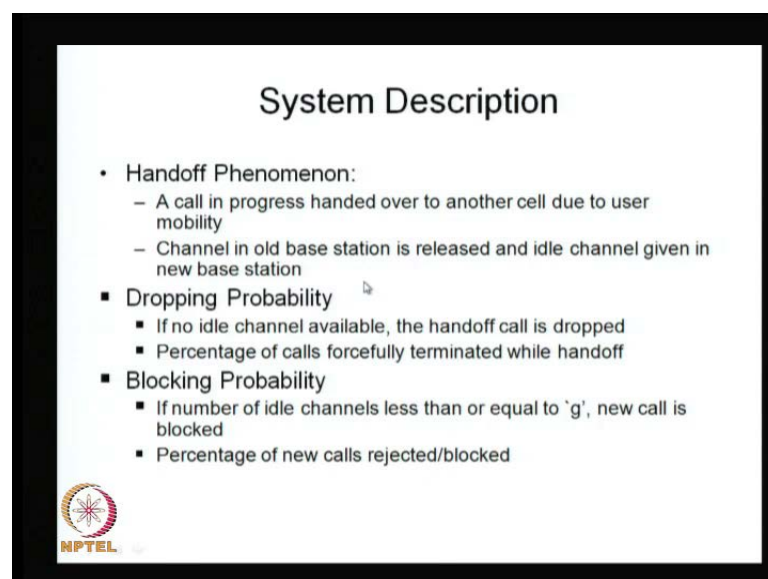 System Description
• Handoff Phenomenon:
– A call in progress handed over to another cell due to user
mobility
– Channel in old base station is released and idle channel given in
new base station
▪ Dropping Probability
▪ If no idle channel available, the handoff call is dropped
▪ Percentage of calls forcefully terminated while handoff
▪ Blocking Probability
▪ If number of idle channels less than or equal to `g', new call is
blocked
▪ Percentage of new calls rejected/blocked
NPTEL